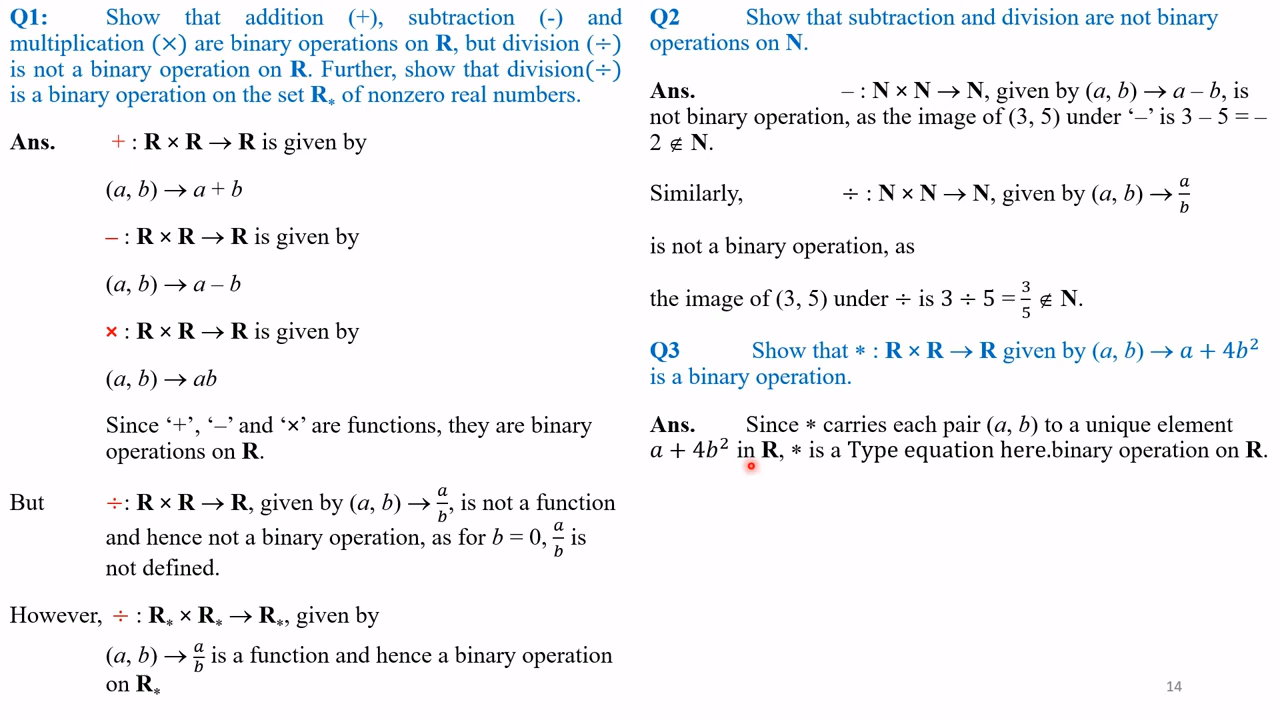 Q1: Show that addition (+), subtraction (-) and
multiplication (×) are binary operations on R, but division (÷)
is not a binary operation on R. Further, show that division(÷)
is a binary operation on the set R* of nonzero real numbers.
Ans. + : R × R → R is given by
(a, b) → a + b
– : R × R → R is given by
(a, b) → a – b
× : R × R → R is given by
(a, b) → ab
Since ‘+’, ‘–’ and ‘×’ are functions, they are binary
operations on R.
But ÷: R × R → R, given by (a, b) → a/b, is not a function
and hence not a binary operation, as for b = 0, a/b is
not defined.
However, ÷ : R* × R* → R*, given by
(a, b) → a/b is a function and hence a binary operation
on R*
Q2 Show that subtraction and division are not binary
operations on N.
Ans. – : N × N → N, given by (a, b) → a – b, is
not binary operation, as the image of (3, 5) under ‘–’ is 3 – 5 = –
2 ∉ N.
Similarly, ÷ : N × N → N, given by (a, b) → a/b
is not a binary operation, as
the image of (3, 5) under ÷ is 3 ÷ 5 = 3/5 ∉ N.
Q3 Show that * : R × R → R given by (a, b) → a + 4b²
is a binary operation.
Ans. Since * carries each pair (a, b) to a unique element
a + 4b² in R, * is a Type equation here.binary operation on R.
14